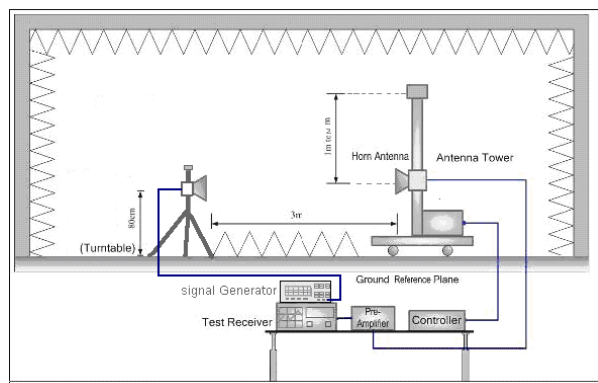 1m to 4 m
Horn Antenna
Antenna Tower
3m
80cm
(Turntable)
Ground Reference Plane
signal Generator
Test Receiver
Pre-
Amplifier
Controller